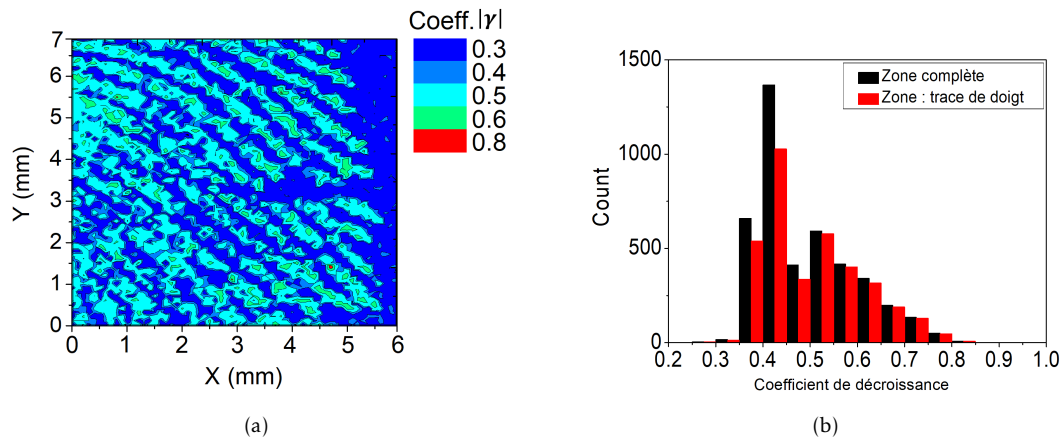 Coeff.|γ|
0.3
0.4
0.5
0.6
0.8
7
6
5
4
3
2
1
0
Y (mm)
0 1 2 3 4 5 6
X (mm)
(a)
Zone complète
Zone : trace de doigt
1500
1000
500
0
Count
0.2 0.3 0.4 0.5 0.6 0.7 0.8 0.9 1.0
Coefficient de décroissance
(b)